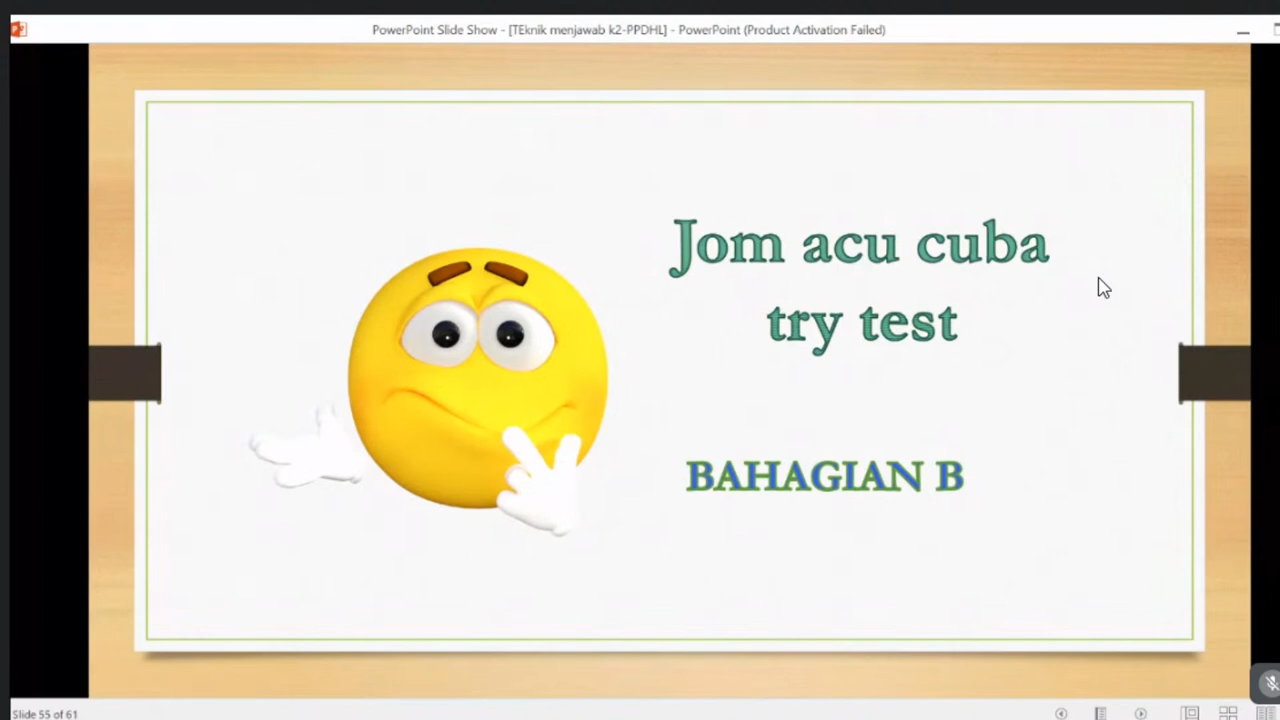 PowerPoint Slide Show - [TEknik menjawab k2-PPDHL] - PowerPoint (Product Activation Failed)
Jom acu cuba
try test
BAHAGIAN B
Slide 55 of 61